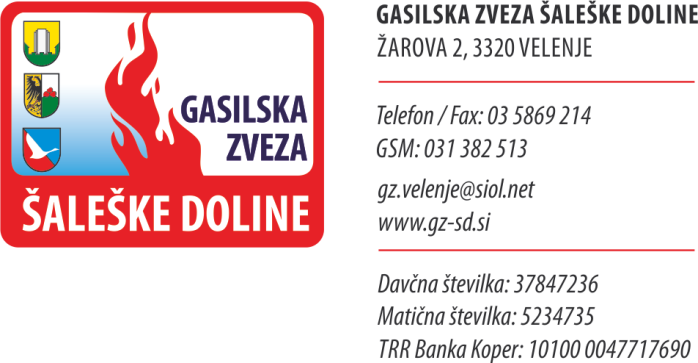 GASILSKA
ZVEZA
ŠALEŠKE DOLINE
GASILSKA ZVEZA ŠALEŠKE DOLINE
ŽAROVA 2, 3320 VELENJE
Telefon / Fax: 03 5869 214
GSM: 031 382 513
gz.velenje@siol.net
www.gz-sd.si
Davčna številka: 37847236
Matična številka: 5234735
TRR Banka Koper: 10100 0047717690